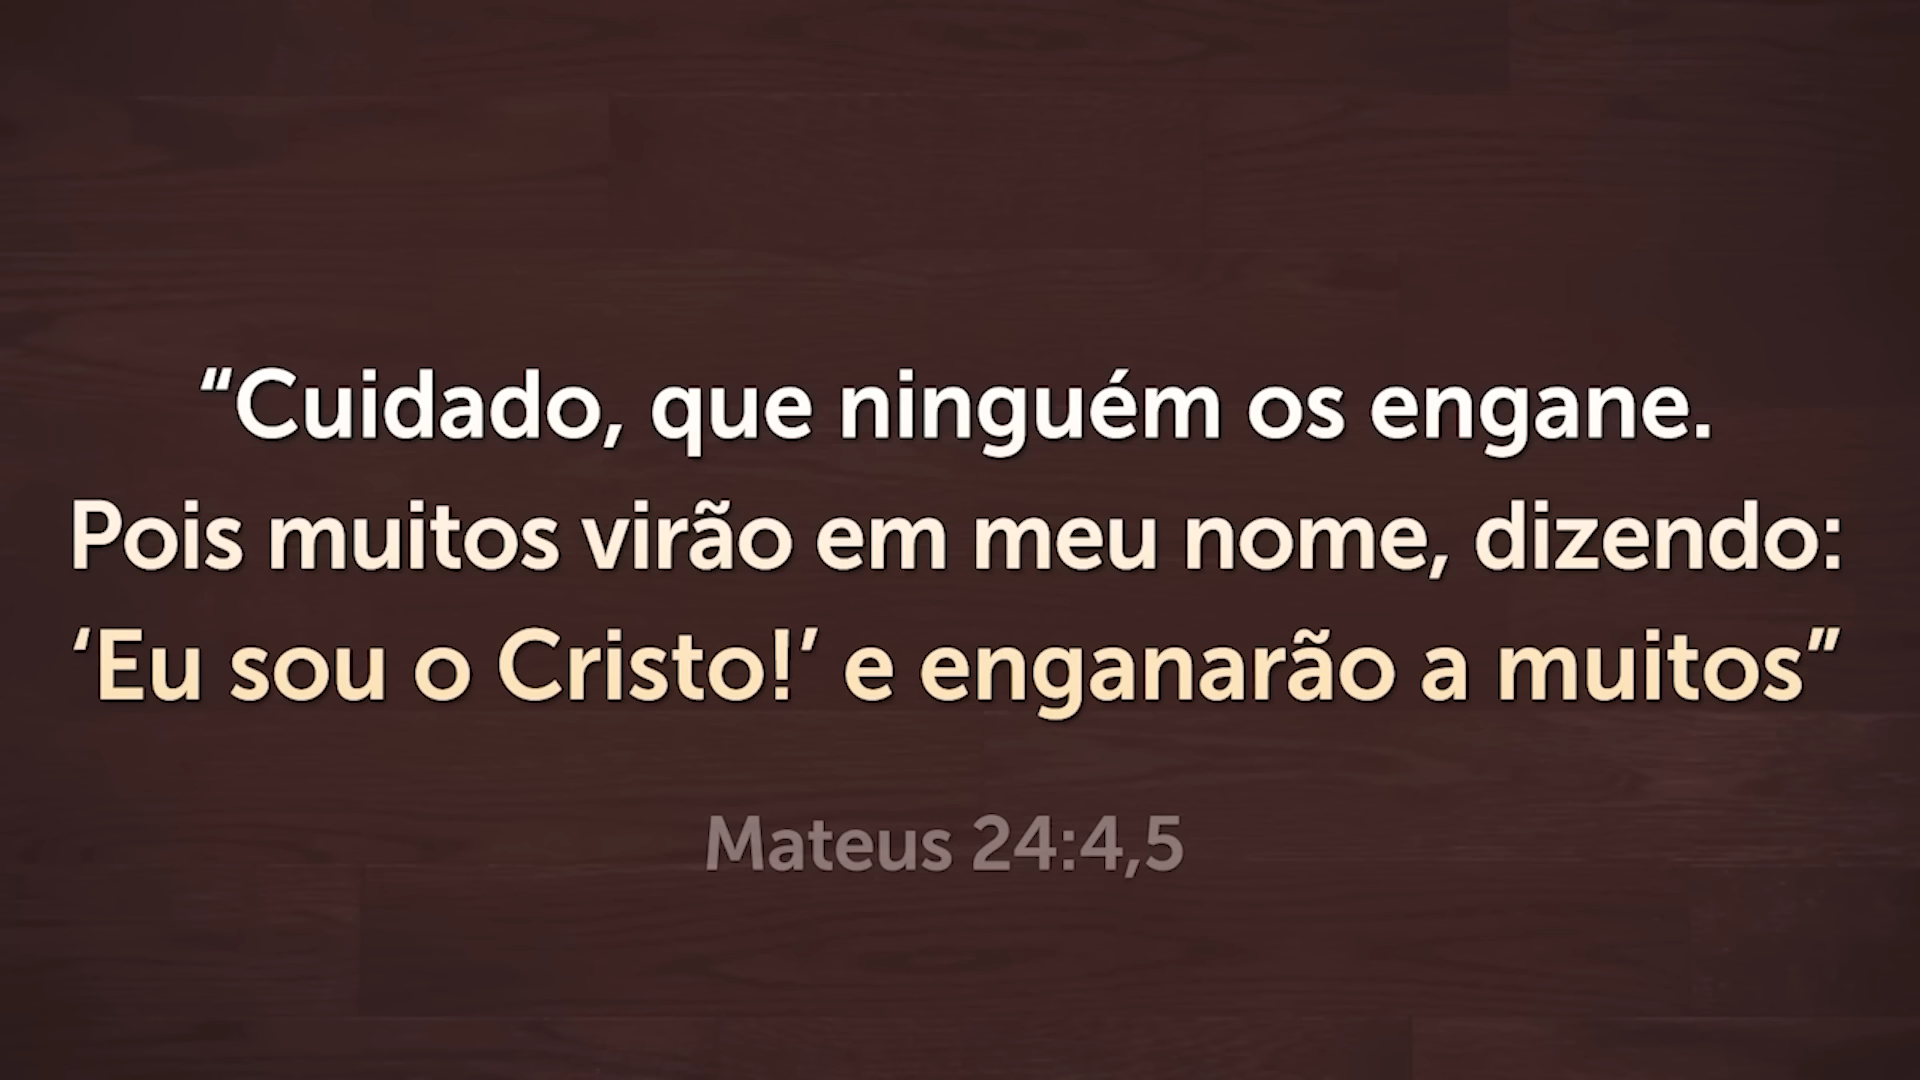 “Cuidado, que ninguém os engane.
Pois muitos virão em meu nome, dizendo:
‘Eu sou o Cristo!’ e enganarão a muitos”
Mateus 24:4,5